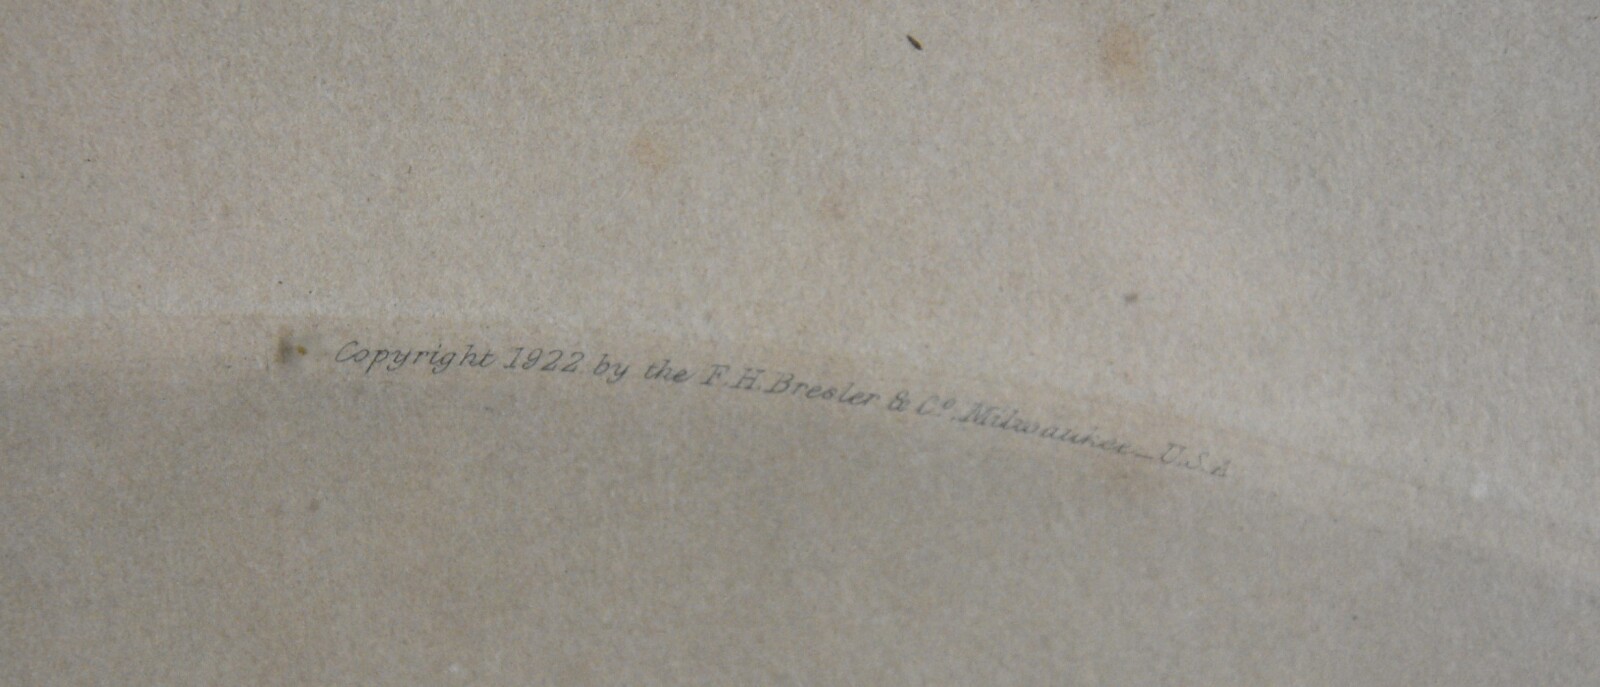 Copyright 1922 by the F.H. Bresler & Cº. Milwaukee_U.S.A